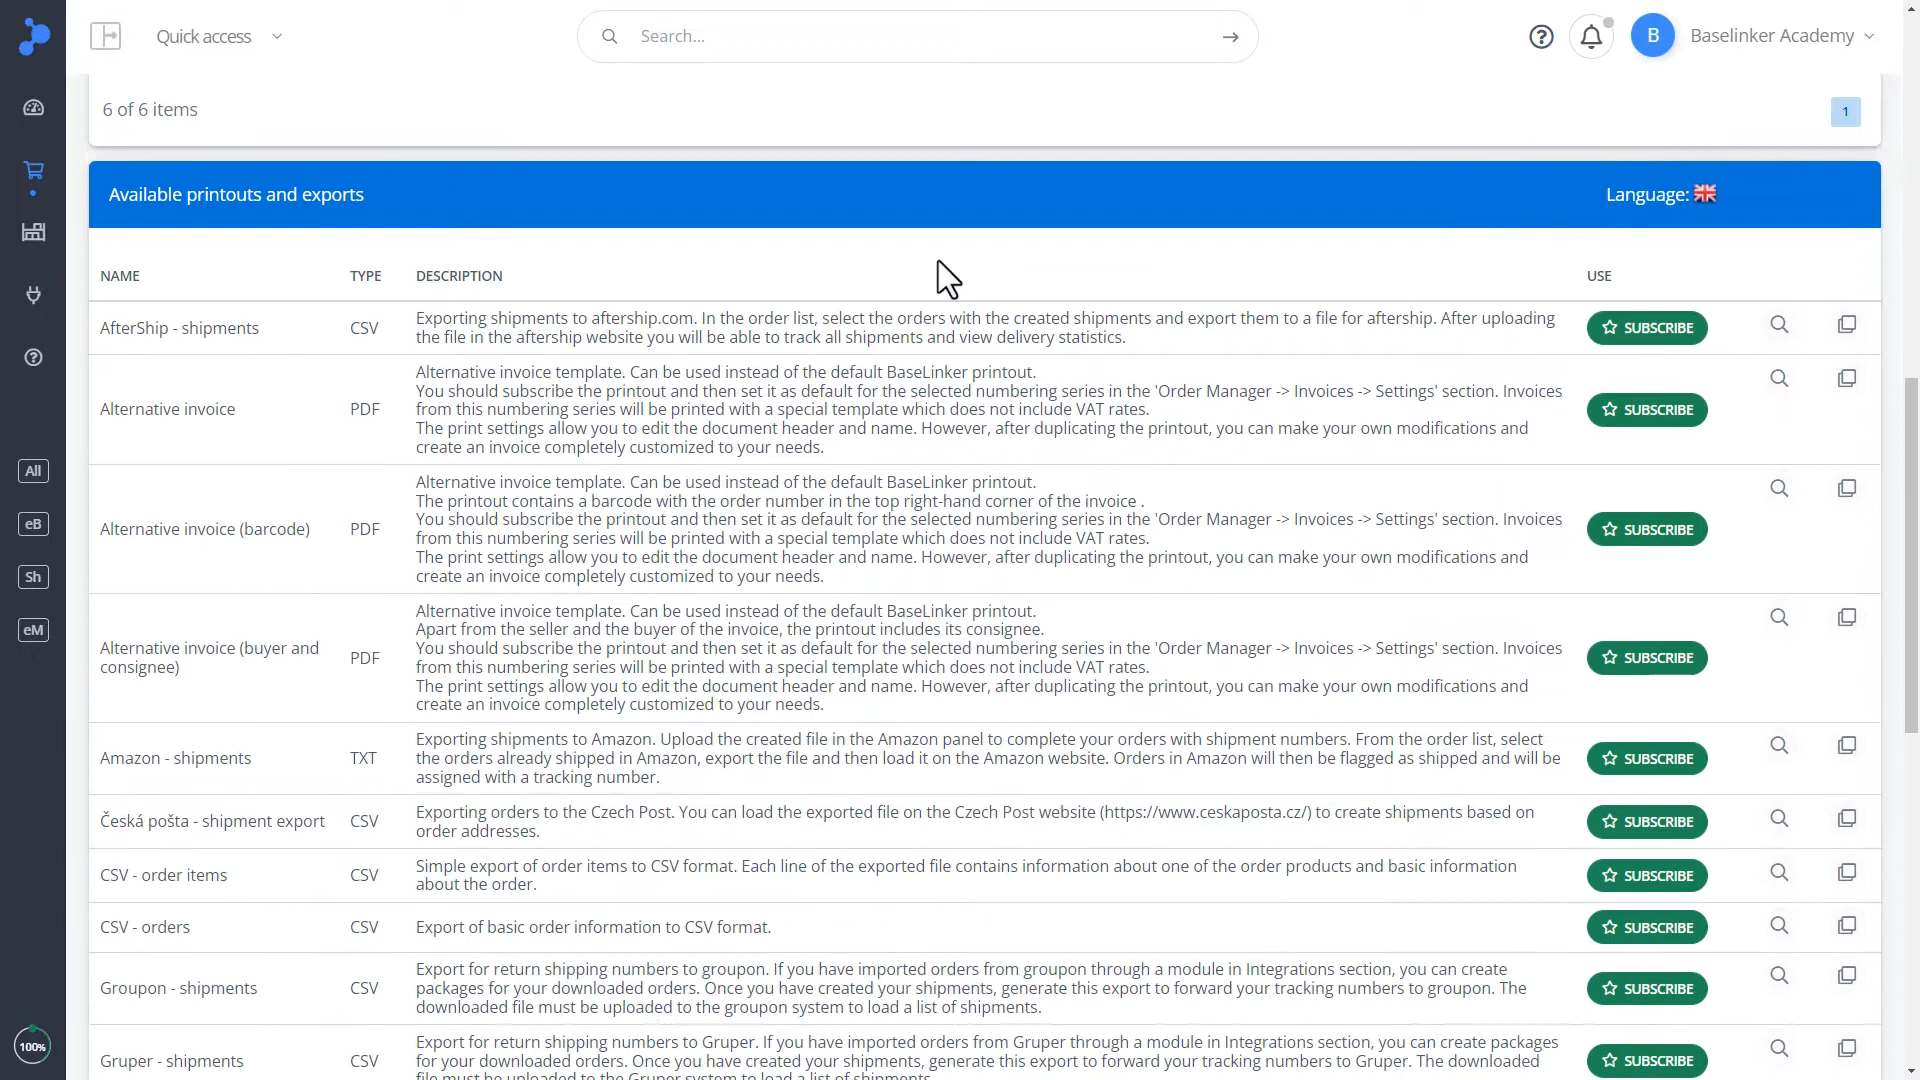 Quick access
Search...
B
Baselinker Academy
6 of 6 items
1
Available printouts and exports
Language:
NAME
TYPE
DESCRIPTION
USE
AfterShip - shipments
CSV
Exporting shipments to aftership.com. In the order list, select the orders with the created shipments and export them to a file for aftership. After uploading
the file in the aftership website you will be able to track all shipments and view delivery statistics.
SUBSCRIBE
Alternative invoice
PDF
Alternative invoice template. Can be used instead of the default BaseLinker printout.
You should subscribe the printout and then set it as default for the selected numbering series in the 'Order Manager -> Invoices -> Settings' section. Invoices
from this numbering series will be printed with a special template which does not include VAT rates.
The print settings allow you to edit the document header and name. However, after duplicating the printout, you can make your own modifications and
create an invoice completely customized to your needs.
SUBSCRIBE
Alternative invoice (barcode)
PDF
Alternative invoice template. Can be used instead of the default BaseLinker printout.
The printout contains a barcode with the order number in the top right-hand corner of the invoice .
You should subscribe the printout and then set it as default for the selected numbering series in the 'Order Manager -> Invoices -> Settings' section. Invoices
from this numbering series will be printed with a special template which does not include VAT rates.
The print settings allow you to edit the document header and name. However, after duplicating the printout, you can make your own modifications and
create an invoice completely customized to your needs.
SUBSCRIBE
Alternative invoice (buyer and
consignee)
PDF
Alternative invoice template. Can be used instead of the default BaseLinker printout.
Apart from the seller and the buyer of the invoice, the printout includes its consignee.
You should subscribe the printout and then set it as default for the selected numbering series in the 'Order Manager -> Invoices -> Settings' section. Invoices
from this numbering series will be printed with a special template which does not include VAT rates.
The print settings allow you to edit the document header and name. However, after duplicating the printout, you can make your own modifications and
create an invoice completely customized to your needs.
SUBSCRIBE
Amazon - shipments
TXT
Exporting shipments to Amazon. Upload the created file in the Amazon panel to complete your orders with shipment numbers. From the order list, select
the orders already shipped in Amazon, export the file and then load it on the Amazon website. Orders in Amazon will then be flagged as shipped and will be
assigned with a tracking number.
SUBSCRIBE
Česká pošta - shipment export
CSV
Exporting orders to the Czech Post. You can load the exported file on the Czech Post website (https://www.ceskaposta.cz/) to create shipments based on
order addresses.
SUBSCRIBE
CSV - order items
CSV
Simple export of order items to CSV format. Each line of the exported file contains information about one of the order products and basic information
about the order.
SUBSCRIBE
CSV - orders
CSV
Export of basic order information to CSV format.
SUBSCRIBE
Groupon - shipments
CSV
Export for return shipping numbers to groupon. If you have imported orders from groupon through a module in Integrations section, you can create
packages for your downloaded orders. Once you have created your shipments, generate this export to forward your tracking numbers to groupon. The
downloaded file must be uploaded to the groupon system to load a list of shipments.
SUBSCRIBE
Gruper - shipments
CSV
Export for return shipping numbers to Gruper. If you have imported orders from Gruper through a module in Integrations section, you can create packages
for your downloaded orders. Once you have created your shipments, generate this export to forward your tracking numbers to Gruper. The downloaded
file must be uploaded to the Gruper system to load a list of shipments.
SUBSCRIBE
All
eB
Sh
eM
100%